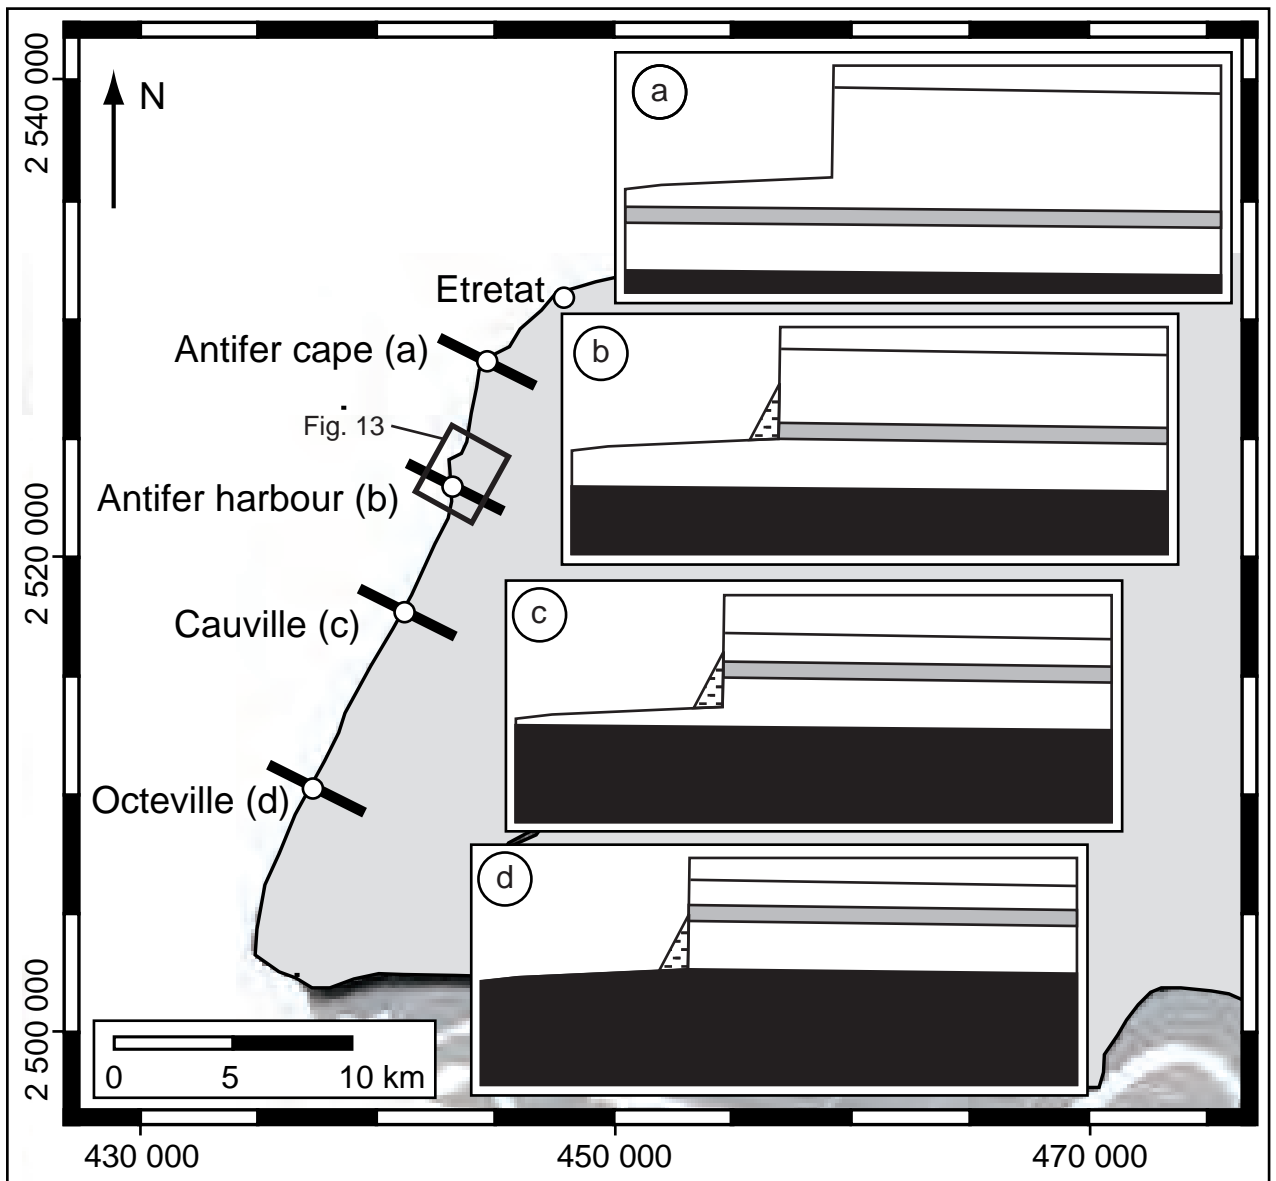 2 540 000
N
a
Etretat
Antifer cape (a)
b
Fig. 13
Antifer harbour (b)
2 520 000
c
Cauville (c)
Octeville (d)
d
2 500 000
0 5 10 km
430 000 450 000 470 000